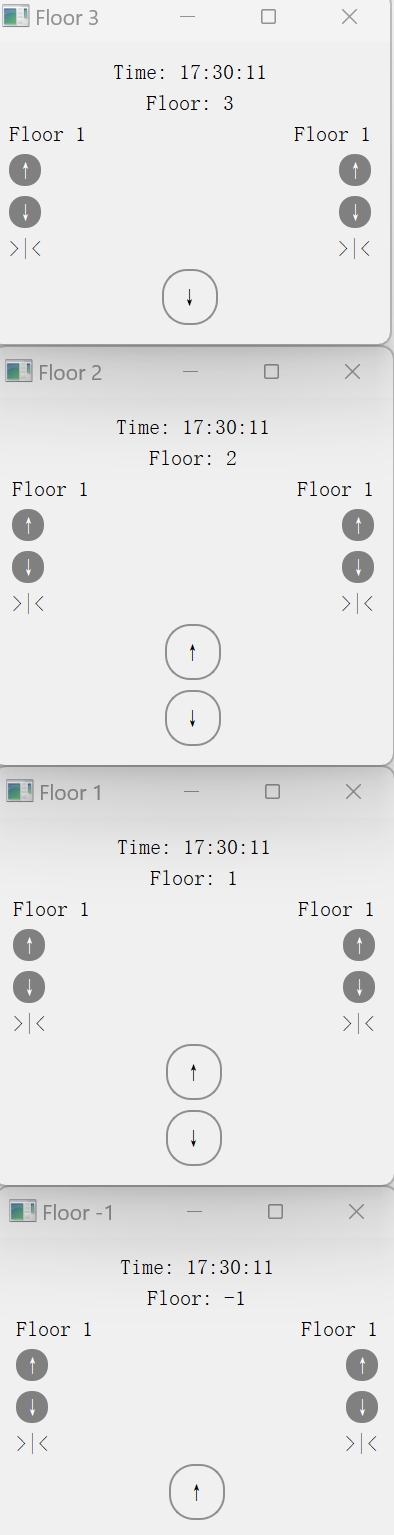 Floor 3
Time: 17:30:11
Floor: 3
Floor 1 Floor 1
↑ ↑
↓ ↓
>|< >|<
↓
Floor 2
Time: 17:30:11
Floor: 2
Floor 1 Floor 1
↑ ↑
↓ ↓
>|< >|<
↑
↓
Floor 1
Time: 17:30:11
Floor: 1
Floor 1 Floor 1
↑ ↑
↓ ↓
>|< >|<
↑
↓
Floor -1
Time: 17:30:11
Floor: -1
Floor 1 Floor 1
↑ ↑
↓ ↓
>|< >|<
↑